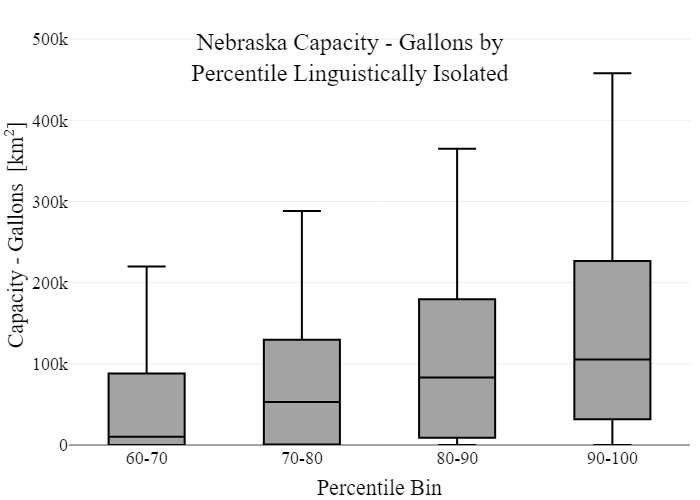 Nebraska Capacity - Gallons by
Percentile Linguistically Isolated
Capacity - Gallons [km²]
500k
400k
300k
200k
100k
0
60-70
70-80
80-90
90-100
Percentile Bin